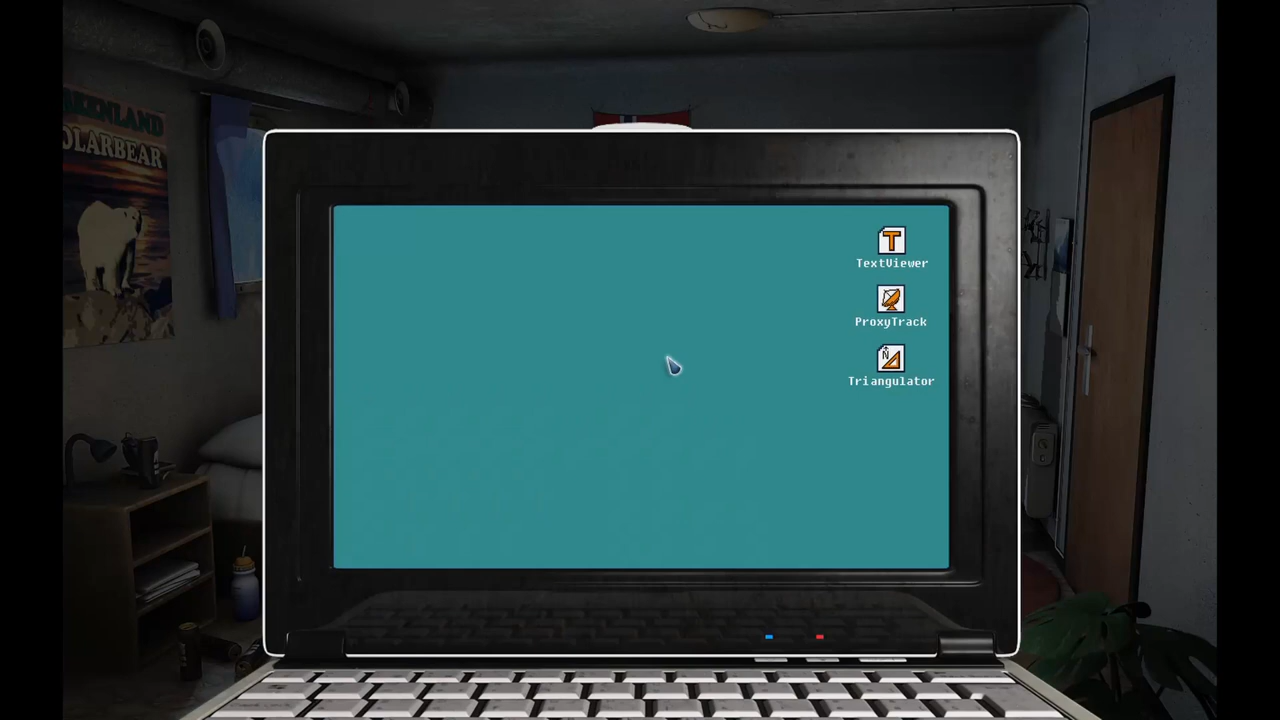 OLARBEAR
TextViewer
ProxyTrack
N
Triangulator